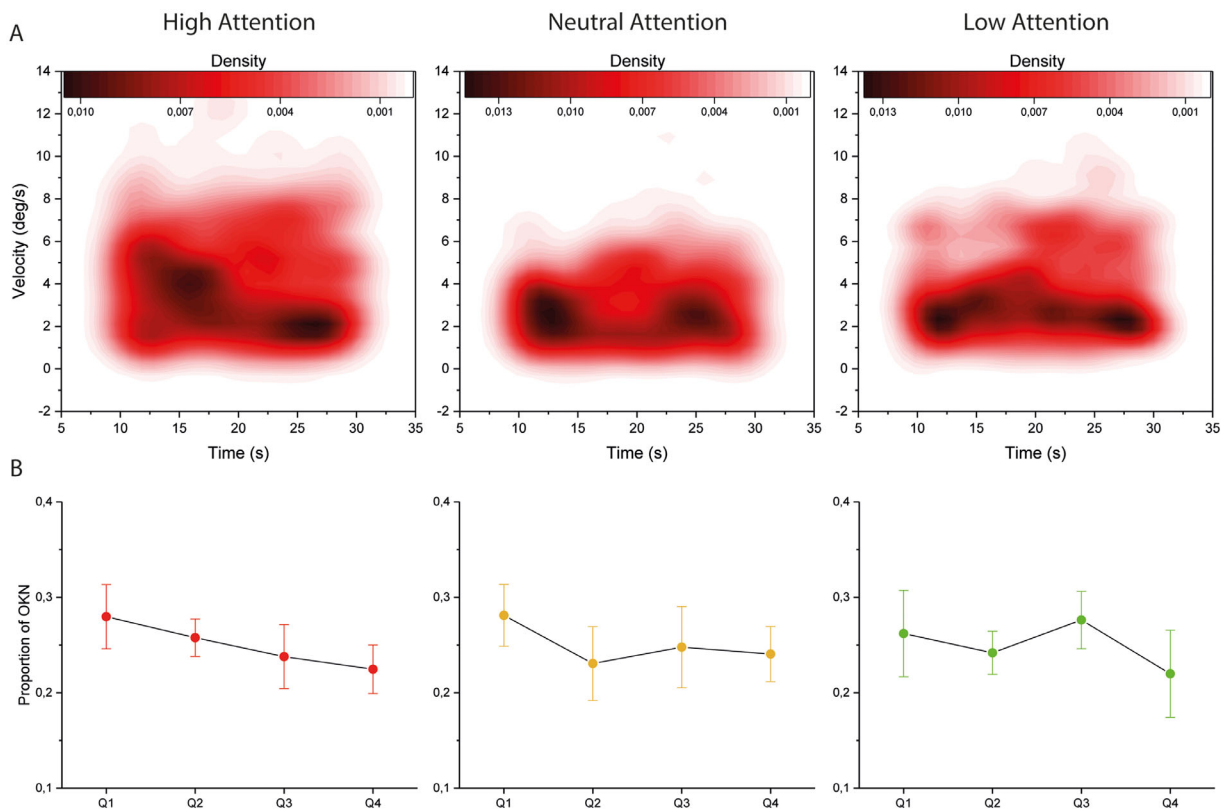 High Attention
Neutral Attention
Low Attention
A
Density
0,010 0,007 0,004 0,001
14
12
10
8
6
4
2
0
-2
Velocity (deg/s)
5 10 15 20 25 30 35
Time (s)
Density
0,013 0,010 0,007 0,004 0,001
14
12
10
8
6
4
2
0
-2
5 10 15 20 25 30 35
Time (s)
Density
0,013 0,010 0,007 0,004 0,001
14
12
10
8
6
4
2
0
-2
5 10 15 20 25 30 35
Time (s)
B
0,4
0,3
0,2
0,1
Proportion of OKN
Q1 Q2 Q3 Q4
0,4
0,3
0,2
0,1
Q1 Q2 Q3 Q4
0,4
0,3
0,2
0,1
Q1 Q2 Q3 Q4